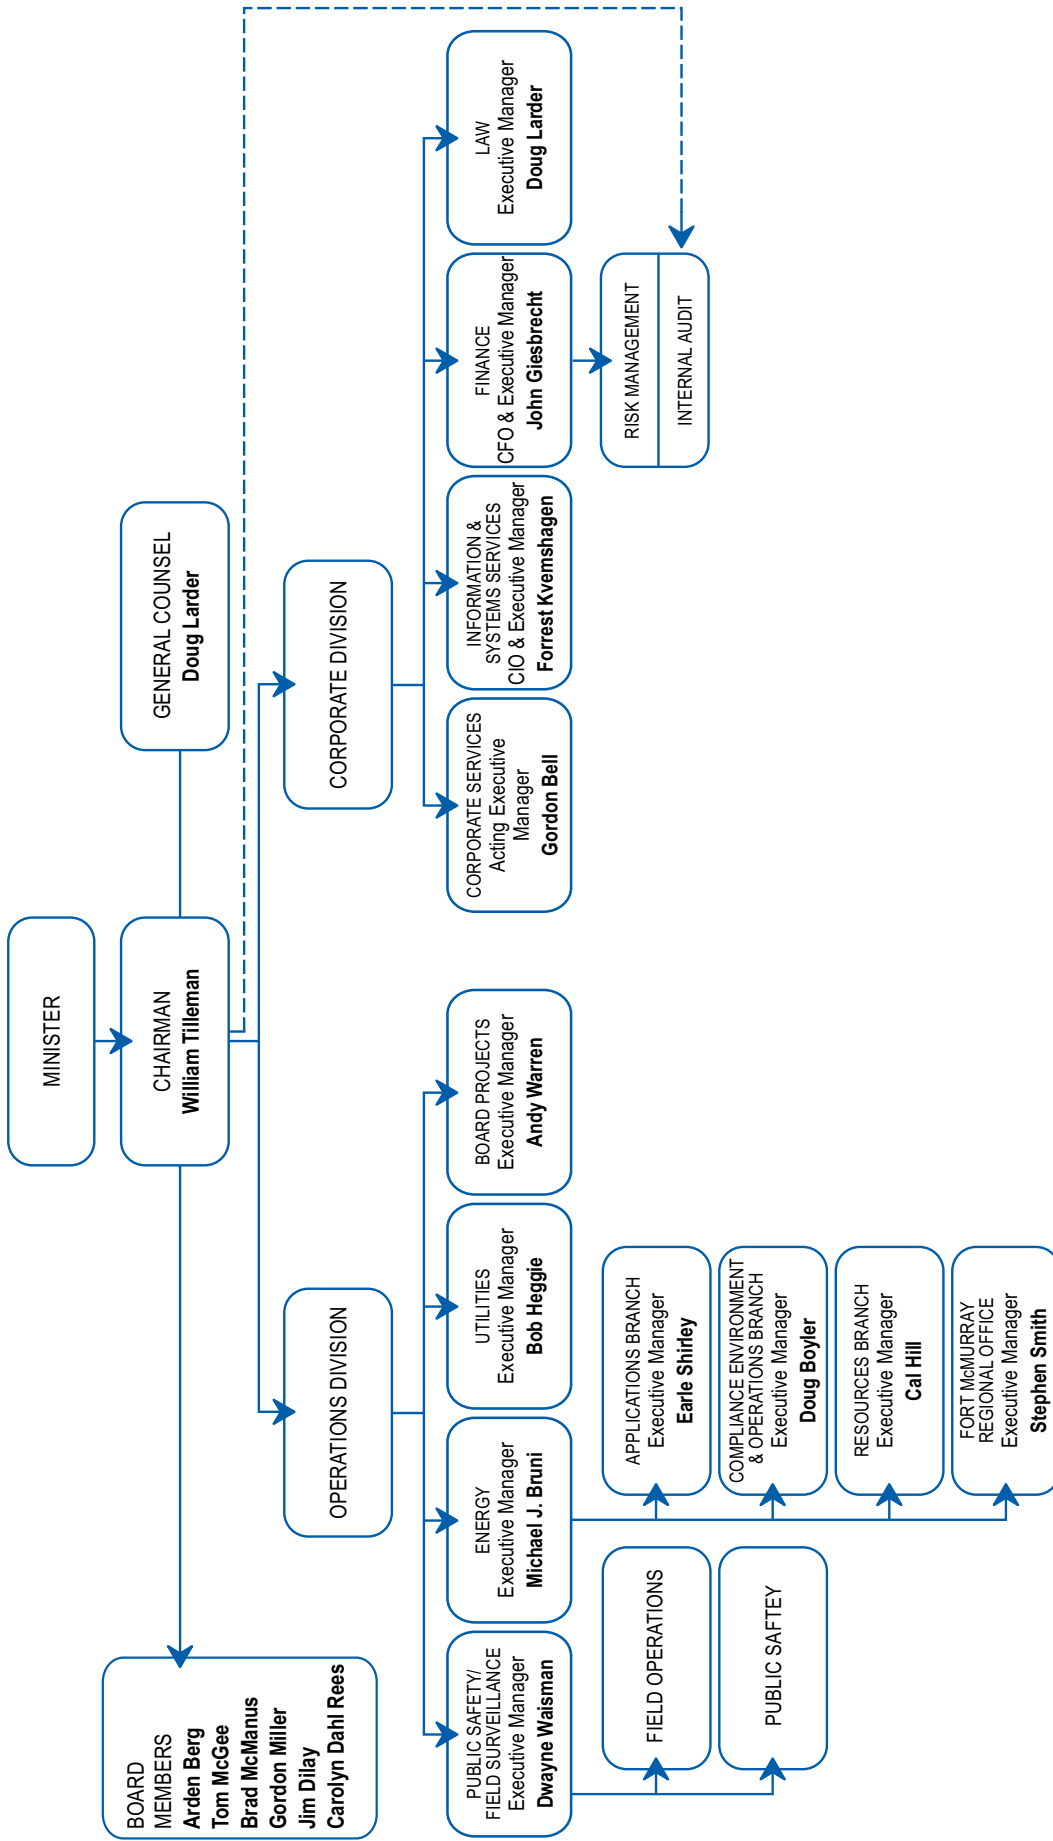 MINISTER
CHAIRMAN
William Tilleman
GENERAL COUNSEL
Doug Larder
BOARD
MEMBERS
Arden Berg
Tom McGee
Brad McManus
Gordon Miller
Jim Dilay
Carolyn Dahl Rees
OPERATIONS DIVISION
CORPORATE DIVISION
PUBLIC SAFETY/
FIELD SURVEILLANCE
Executive Manager
Dwayne Waisman
ENERGY
Executive Manager
Michael J. Bruni
UTILITIES
Executive Manager
Bob Heggie
BOARD PROJECTS
Executive Manager
Andy Warren
CORPORATE SERVICES
Acting Executive
Manager
Gordon Bell
INFORMATION &
SYSTEMS SERVICES
CIO & Executive Manager
Forrest Kvemshagen
FINANCE
CFO & Executive Manager
John Giesbrecht
LAW
Executive Manager
Doug Larder
FIELD OPERATIONS
PUBLIC SAFTEY
APPLICATIONS BRANCH
Executive Manager
Earle Shirley
COMPLIANCE ENVIRONMENT
& OPERATIONS BRANCH
Executive Manager
Doug Boyler
RESOURCES BRANCH
Executive Manager
Cal Hill
FORT McMURRAY
REGIONAL OFFICE
Executive Manager
Stephen Smith
RISK MANAGEMENT
INTERNAL AUDIT